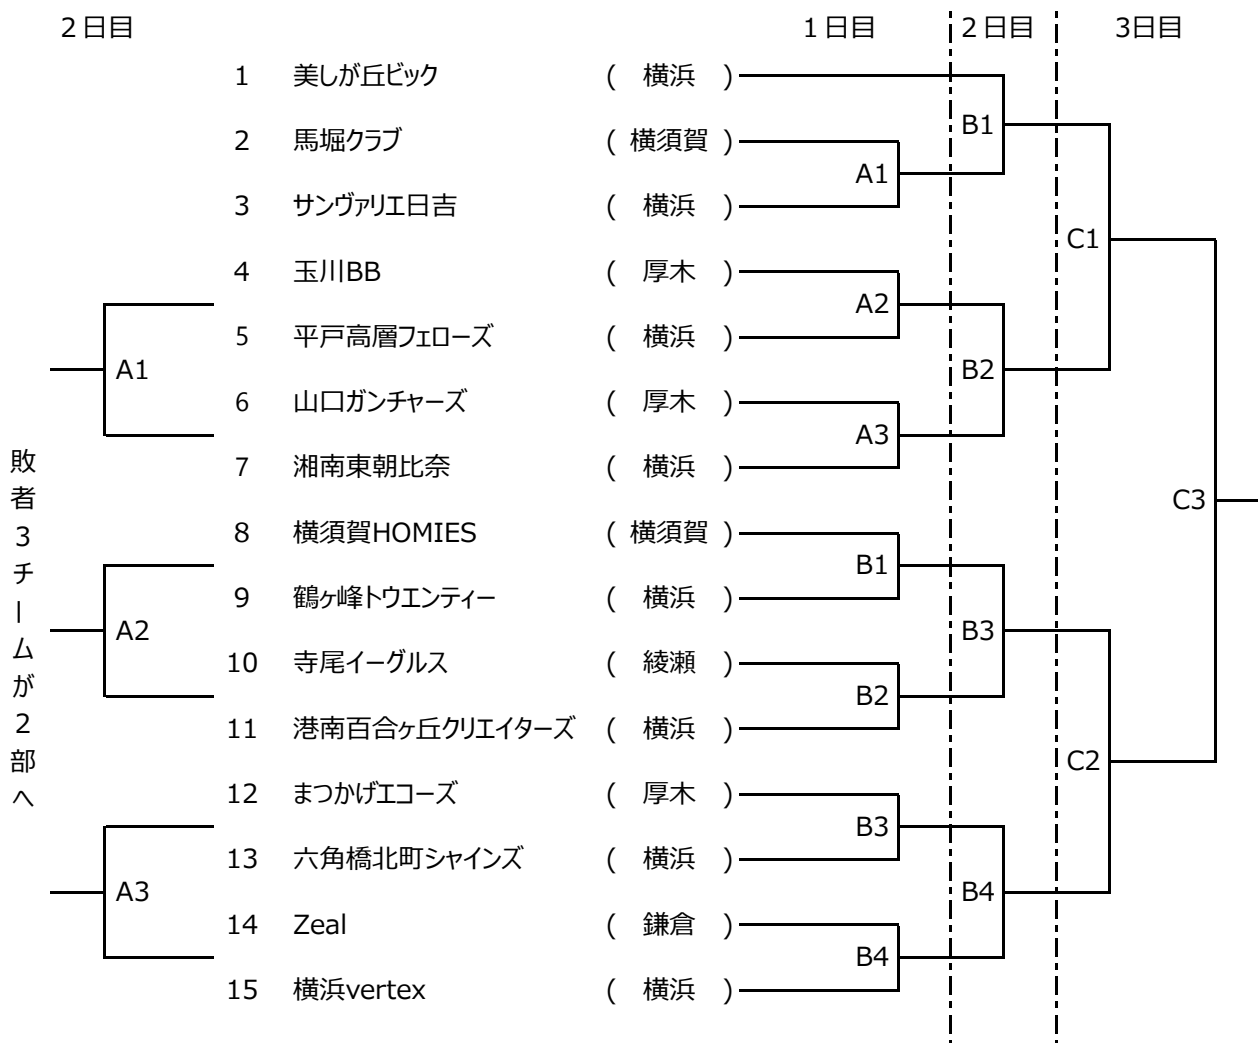 ２日目 １日目 ２日目 3日目
1 美しが丘ビック ( 横浜 )
B1
2 馬堀クラブ ( 横須賀 )
A1
3 サンヴァリエ日吉 ( 横浜 )
C1
4 玉川BB ( 厚木 )
A2
5 平戸高層フェローズ ( 横浜 )
A1 B2
6 山口ガンチャーズ ( 厚木 )
A3
7 湘南東朝比奈 ( 横浜 )
敗者３チームが２部へ
C3
8 横須賀HOMIES ( 横須賀 )
B1
9 鶴ヶ峰トウエンティー ( 横浜 )
A2 B3
10 寺尾イーグルス ( 綾瀬 )
B2
11 港南百合ヶ丘クリエイターズ ( 横浜 )
C2
12 まつかげエコーズ ( 厚木 )
B3
13 六角橋北町シャインズ ( 横浜 )
A3 B4
14 Zeal ( 鎌倉 )
B4
15 横浜vertex ( 横浜 )